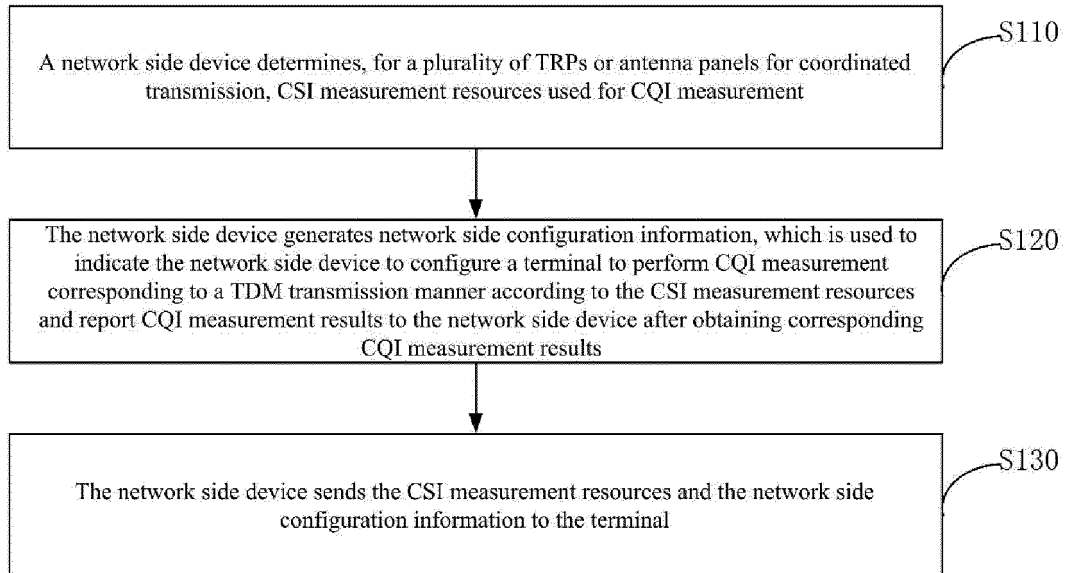 S110
A network side device determines, for a plurality of TRPs or antenna panels for coordinated
transmission, CSI measurement resources used for CQI measurement
S120
The network side device generates network side configuration information, which is used to
indicate the network side device to configure a terminal to perform CQI measurement
corresponding to a TDM transmission manner according to the CSI measurement resources
and report CQI measurement results to the network side device after obtaining corresponding
CQI measurement results
S130
The network side device sends the CSI measurement resources and the network side
configuration information to the terminal